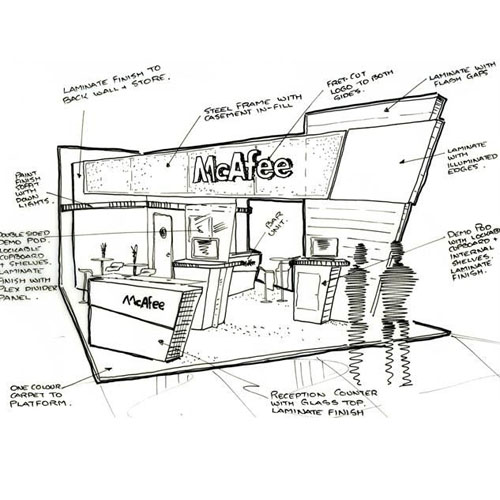 LAMINATE FINISH TO
BACK WALL + STORE.
STEEL FRAME WITH
CASEMENT IN-FILL
FRET-CUT
LOGO TO BOTH
SIDES.
LAMINATE WITH
FLASH GAPS
McAfee
LAMINATE
WITH
ILLUMINATED
EDGES.
PAINT
FINISH
SOFFIT
WITH
DOWN
LIGHTS.
DOUBLE SIDED
DEMO POD.
LOCKABLE
CUPBOARD
+ SHELVES.
LAMINATE
FINISH WITH
PLEX DIVIDER
PANEL.
BAR
UNIT.
DEMO POD
WITH LOCKABLE
CUPBOARD +
INTERNAL
SHELVES.
LAMINATE
FINISH.
McAfee
ONE COLOUR
CARPET TO
PLATFORM.
RECEPTION COUNTER
WITH GLASS TOP.
LAMINATE FINISH